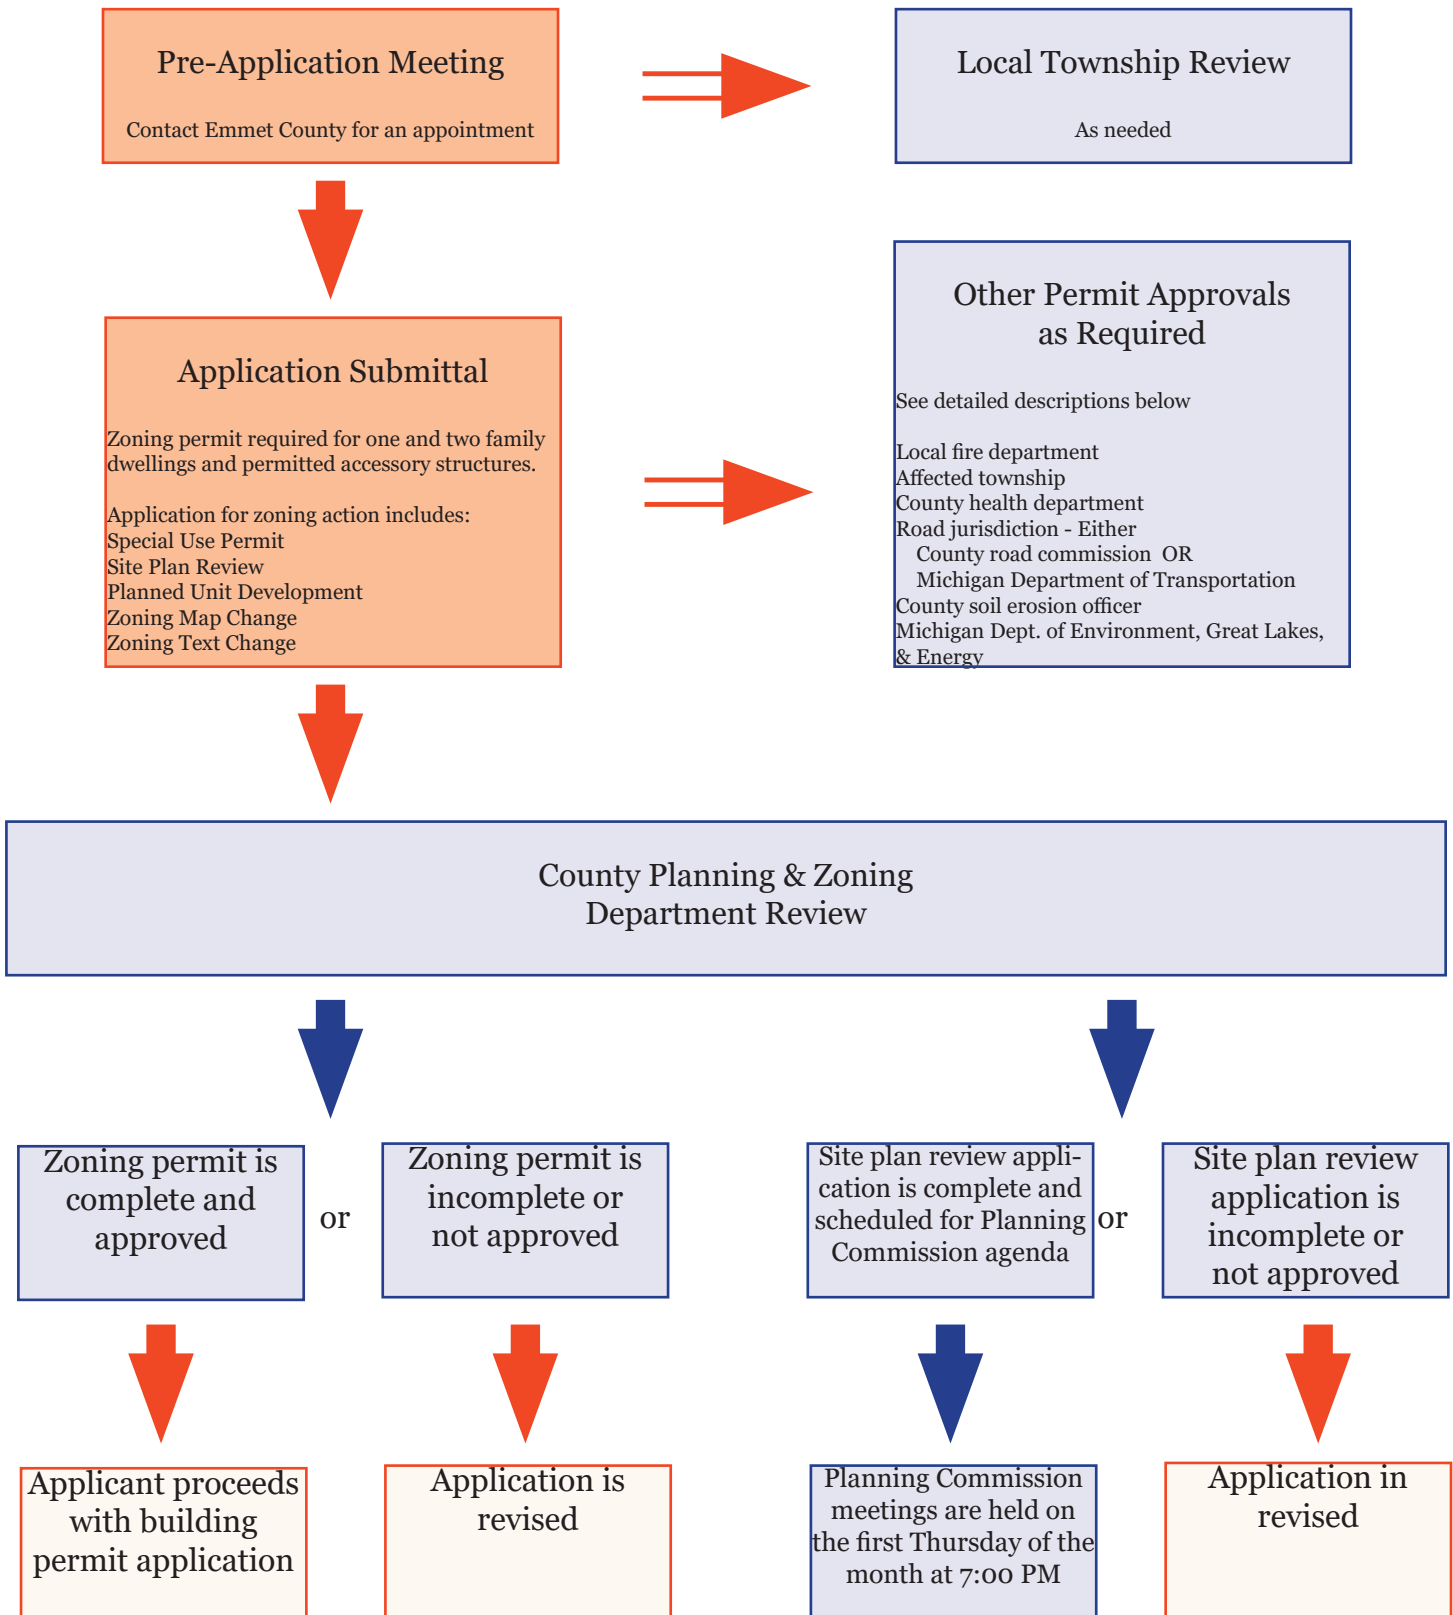 Pre-Application Meeting
Contact Emmet County for an appointment
Local Township Review
As needed
Application Submittal
Zoning permit required for one and two family
dwellings and permitted accessory structures.
Application for zoning action includes:
Special Use Permit
Site Plan Review
Planned Unit Development
Zoning Map Change
Zoning Text Change
Other Permit Approvals
as Required
See detailed descriptions below
Local fire department
Affected township
County health department
Road jurisdiction - Either
County road commission OR
Michigan Department of Transportation
County soil erosion officer
Michigan Dept. of Environment, Great Lakes,
& Energy
County Planning & Zoning
Department Review
Zoning permit is
complete and
approved
or
Zoning permit is
incomplete or
not approved
Site plan review appli-
cation is complete and
scheduled for Planning
Commission agenda
or
Site plan review
application is
incomplete or
not approved
Applicant proceeds
with building
permit application
Application is
revised
Planning Commission
meetings are held on
the first Thursday of the
month at 7:00 PM
Application in
revised